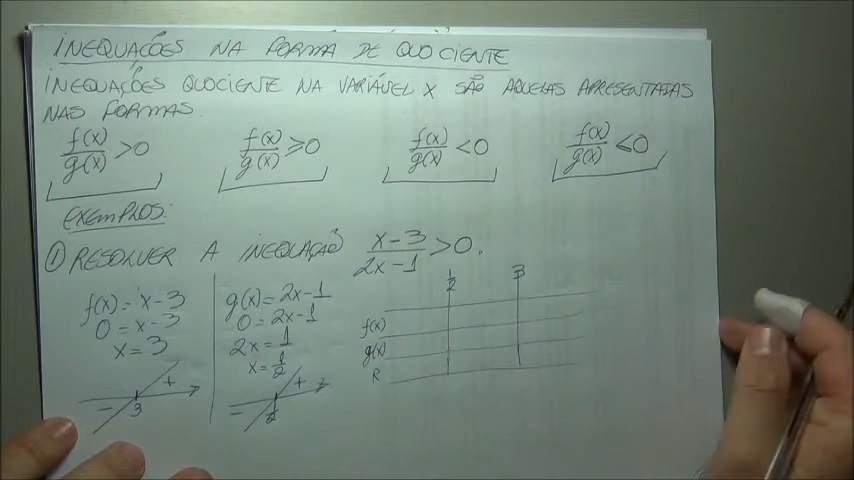 INEQUAÇÕES NA FORMA DE QUOCIENTE
INEQUAÇÕES QUOCIENTE NA VARIÁVEL X SÃO AQUELAS APRESENTADAS
NAS FORMAS.
f(x)/g(x) >0 f(x)/g(x) ≥0 f(x)/g(x) <0 f(x)/g(x) ≤0
EXEMPLOS:
① RESOLVER A INEQUAÇÃO x-3/2x-1 >0.
f(x)= x-3
0 = x-3
x = 3
- 3 +
g(x)= 2x-1
0 = 2x-1
2x = 1
x = 1/2
- 1/2 +
1/2 3
f(x)
g(x)
R